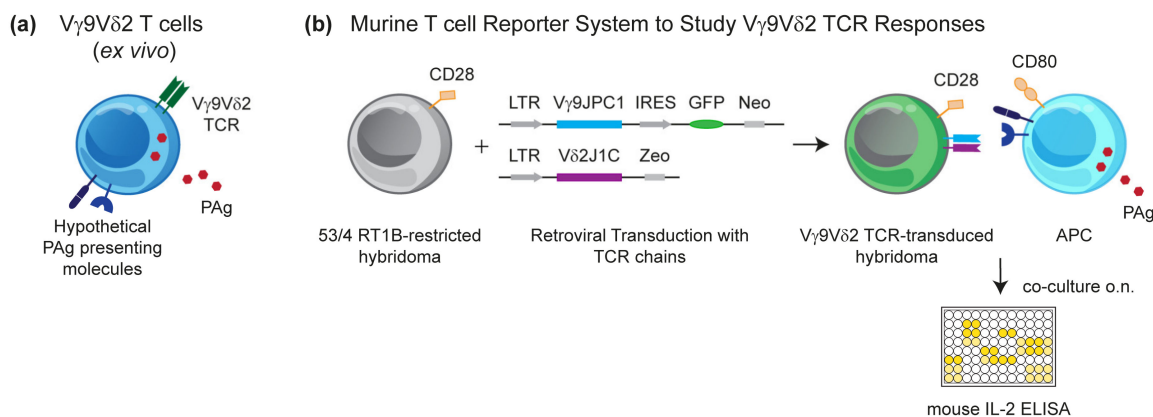 (a) Vγ9Vδ2 T cells
(ex vivo)
Vγ9Vδ2
TCR
PAg
Hypothetical
PAg presenting
molecules
(b) Murine T cell Reporter System to Study Vγ9Vδ2 TCR Responses
CD28
+
LTR Vγ9JPC1 IRES GFP Neo
LTR Vδ2J1C Zeo
CD28
CD80
PAg
53/4 RT1B-restricted
hybridoma
Retroviral Transduction with
TCR chains
Vγ9Vδ2 TCR-transduced
hybridoma
APC
co-culture o.n.
mouse IL-2 ELISA